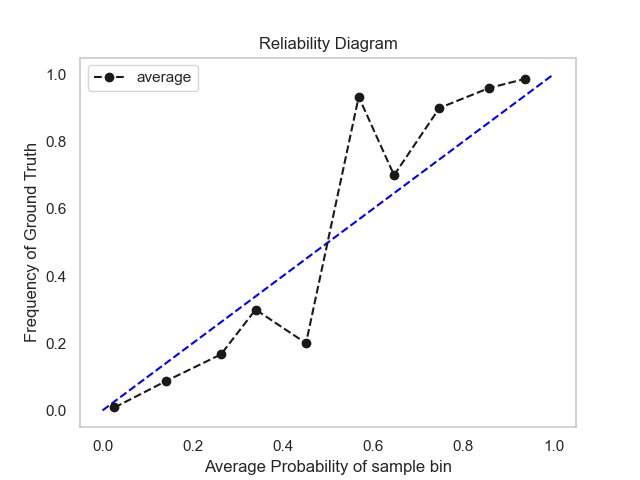 Reliability Diagram
average
1.0
0.8
0.6
0.4
0.2
0.0
Frequency of Ground Truth
0.0 0.2 0.4 0.6 0.8 1.0
Average Probability of sample bin